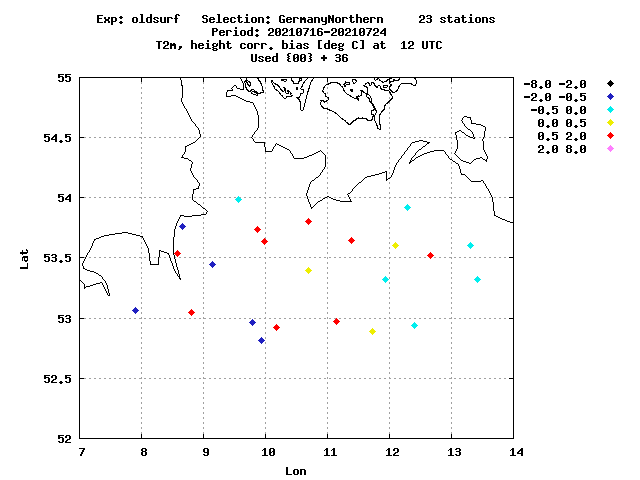 Exp: oldsurf   Selection: GermanyNorthern     23 stations
Period: 20210716-20210724
T2m, height corr. bias [deg C] at  12 UTC
Used {00} + 36
-8.0 -2.0
-2.0 -0.5
-0.5 0.0
0.0 0.5
0.5 2.0
2.0 8.0
55
54.5
54
53.5
53
52.5
52
Lat
7 8 9 10 11 12 13 14
Lon